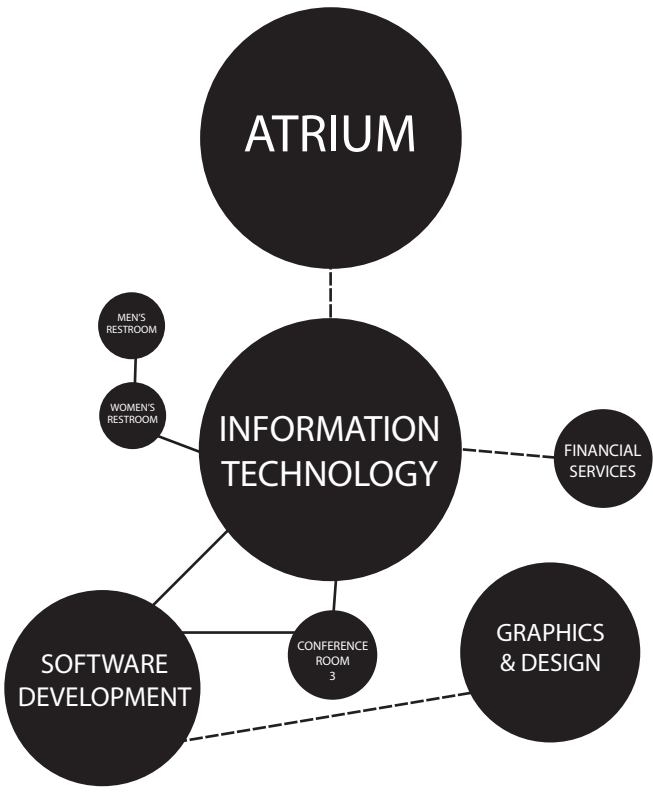 ATRIUM
MEN'S
RESTROOM
WOMEN'S
RESTROOM
INFORMATION
TECHNOLOGY
FINANCIAL
SERVICES
SOFTWARE
DEVELOPMENT
CONFERENCE
ROOM
3
GRAPHICS
& DESIGN